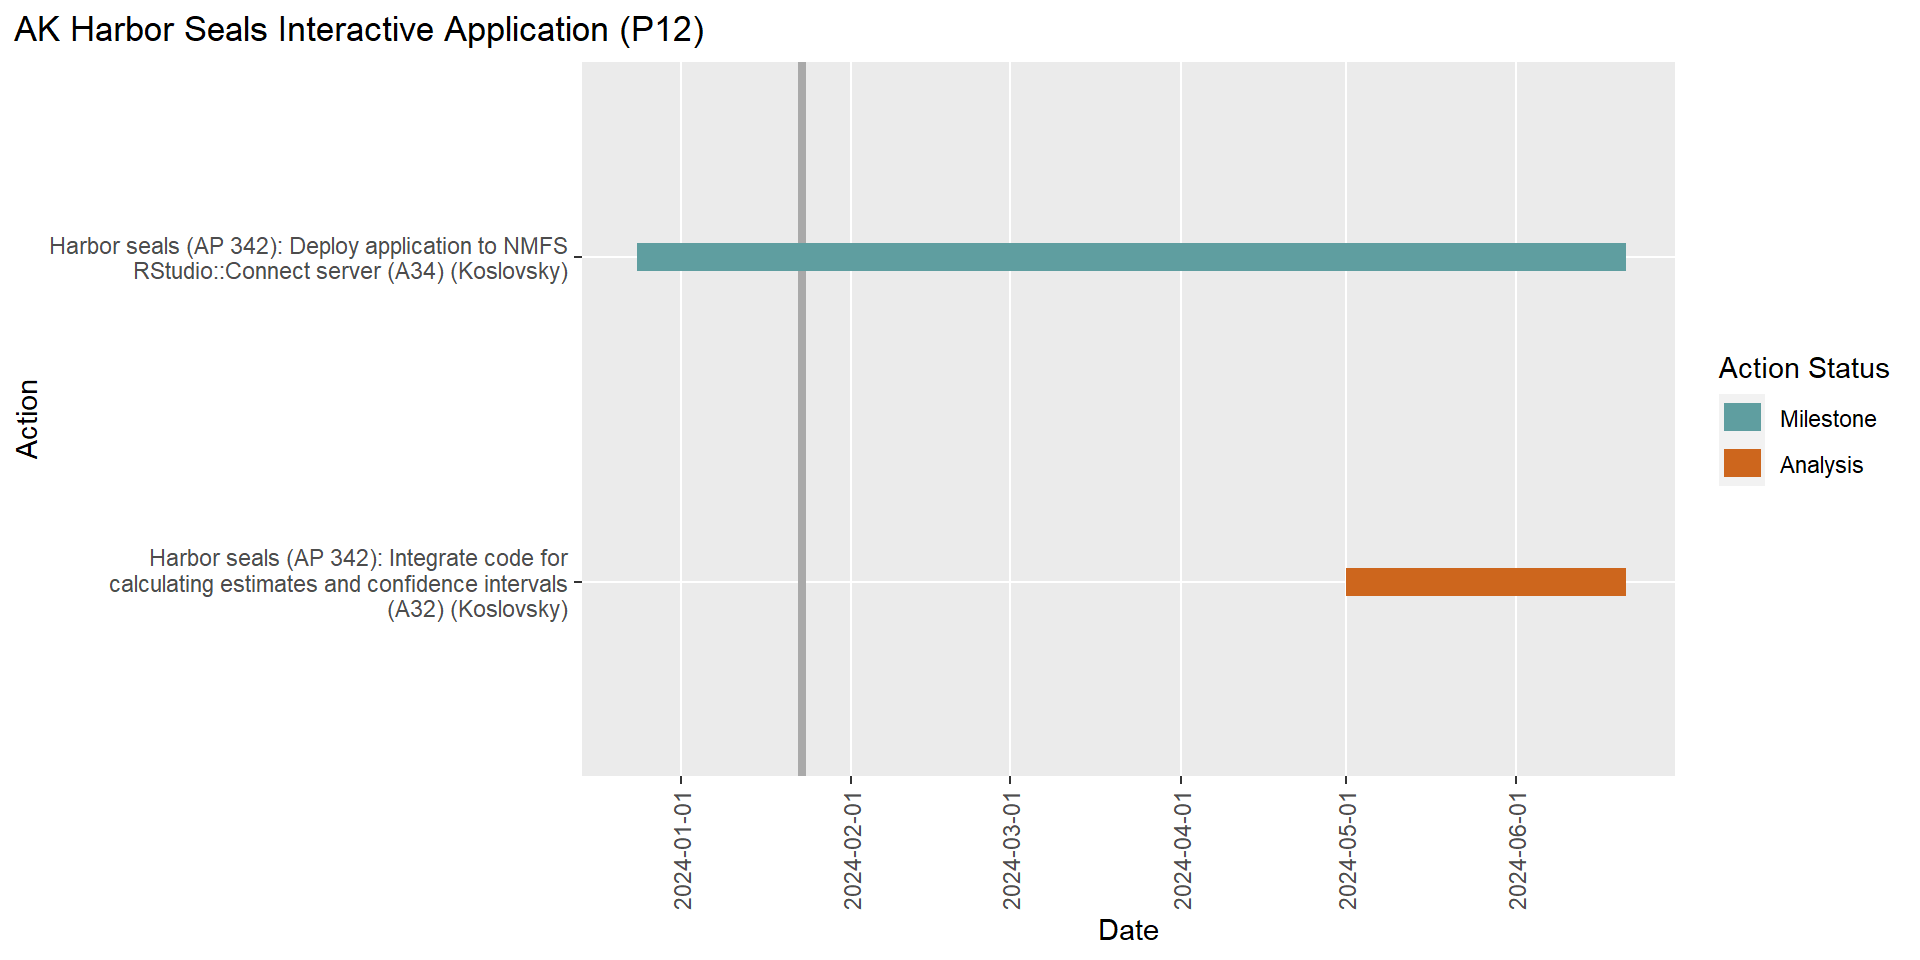 AK Harbor Seals Interactive Application (P12)
Action
Harbor seals (AP 342): Deploy application to NMFS
RStudio::Connect server (A34) (Koslovsky)
Harbor seals (AP 342): Integrate code for
calculating estimates and confidence intervals
(A32) (Koslovsky)
2024-01-01
2024-02-01
2024-03-01
2024-04-01
2024-05-01
2024-06-01
Date
Action Status
Milestone
Analysis